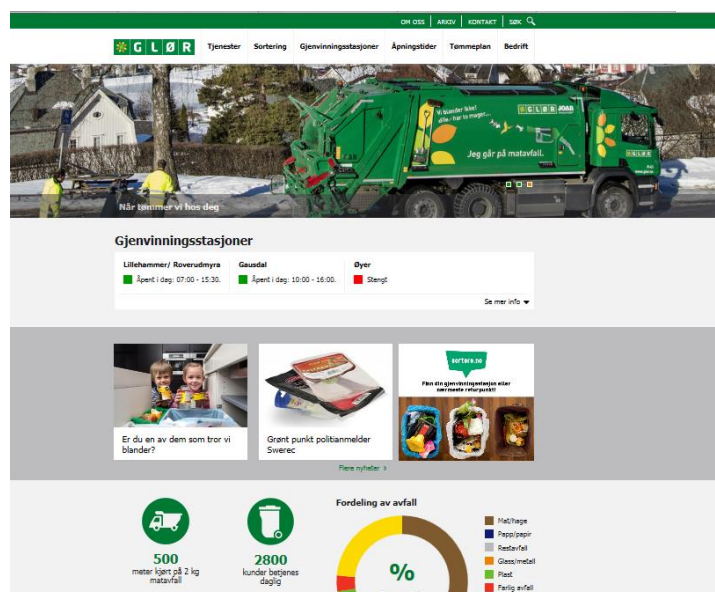 OM OSS
ARKIV
KONTAKT
SØK
GLØR
Tjenester
Sortering
Gjenvinningsstasjoner
Åpningstider
Tømmeplan
Bedrift
Vi blander ikke!
GLØR JOAB
Jeg går på matavfall.
GLØR
Når tømmer vi hos deg
Gjenvinningsstasjoner
Lillehammer/ Roverudmyra
Åpent i dag: 07:00 - 15:30.
Gausdal
Åpent i dag: 10:00 - 16:00.
Øyer
Stengt
Se mer info
Er du en av dem som tror vi
blander?
Grønt punkt politianmelder
Swerec
sortere.no
Finn din gjenvinningsstasjon eller
nærmeste returpunkt!
Flere nyheter
500
meter kjørt på 2 kg
matavfall
2800
kunder betjenes
daglig
Fordeling av avfall
%
Mat/hage
Papp/papir
Restavfall
Glass/metall
Plast
Farlig avfall